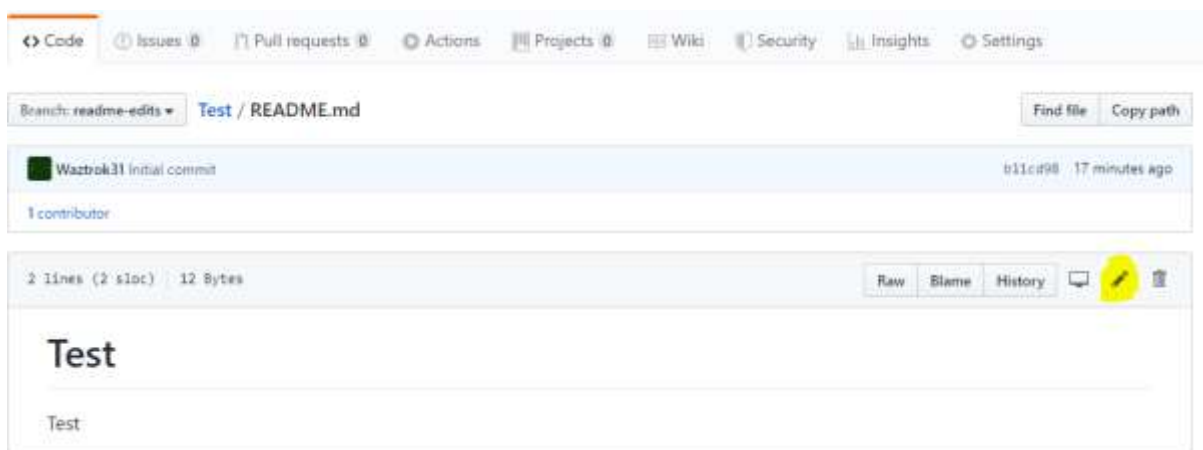 Code Issues 0 Pull requests 0 Actions Projects 0 Wiki Security Insights Settings
Branch: readme-edits Test / README.md Find file Copy path
Waztrok31 Initial commit b11cd98 17 minutes ago
1 contributor
2 lines (2 sloc) 12 Bytes Raw Blame History
Test
Test